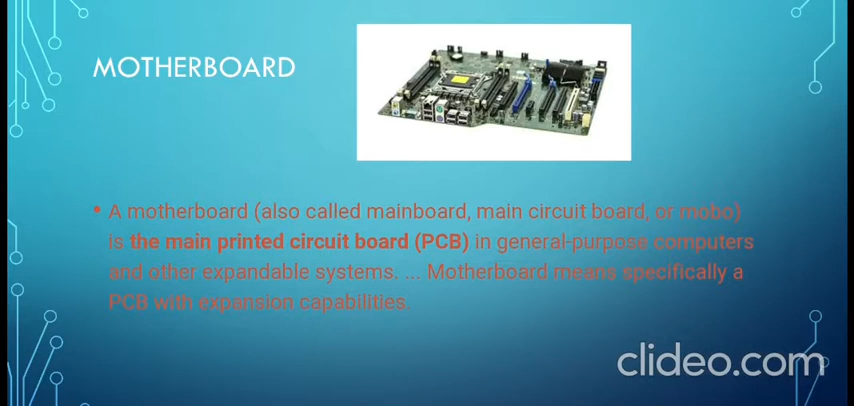 MOTHERBOARD
• A motherboard (also called mainboard, main circuit board, or mobo)
is the main printed circuit board (PCB) in general-purpose computers
and other expandable systems. ... Motherboard means specifically a
PCB with expansion capabilities.
clideo.com